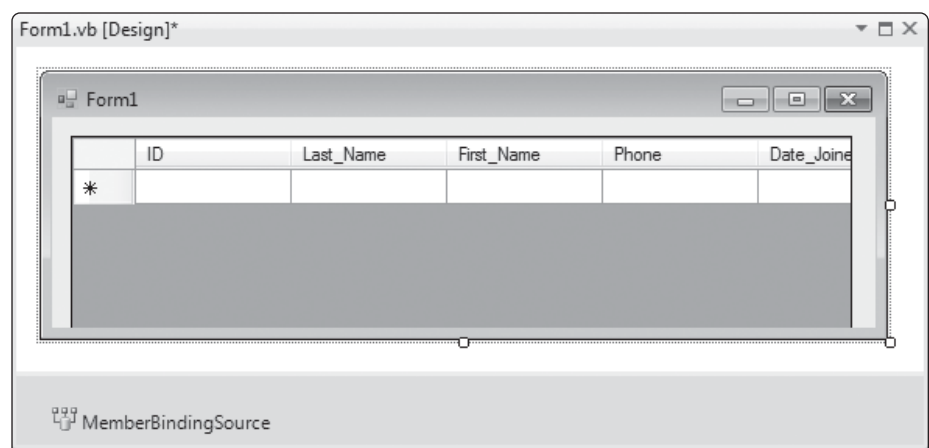 Form1.vb [Design]*
Form1
ID Last_Name First_Name Phone Date_Joine
MemberBindingSource